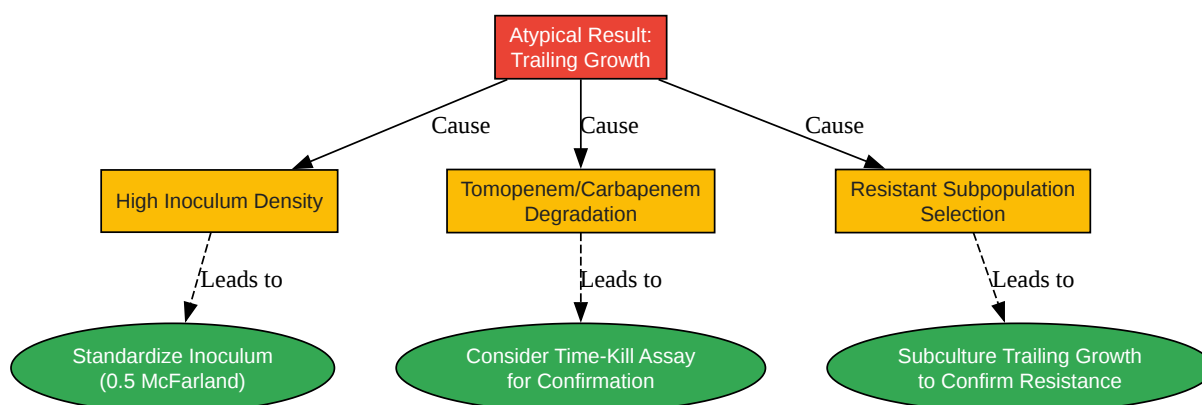 Atypical Result:
Trailing Growth
Cause
Cause
Cause
High Inoculum Density
Tomopenem/Carbapenem
Degradation
Resistant Subpopulation
Selection
Leads to
Leads to
Leads to
Standardize Inoculum
(0.5 McFarland)
Consider Time-Kill Assay
for Confirmation
Subculture Trailing Growth
to Confirm Resistance